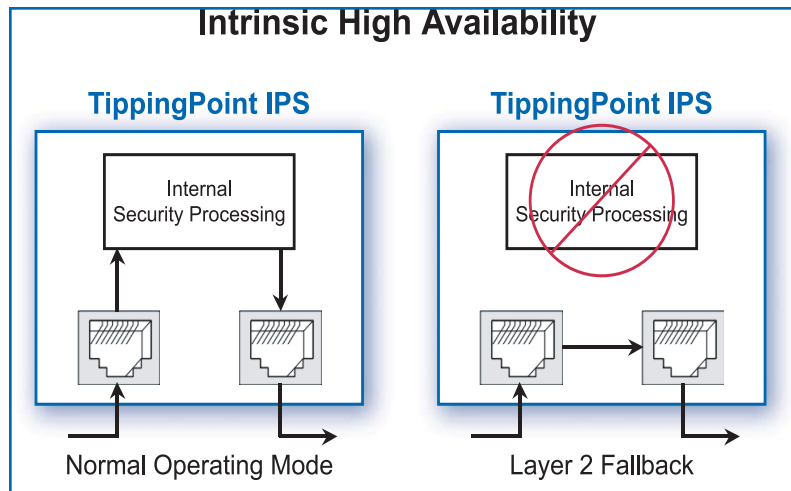 Intrinsic High Availability
TippingPoint IPS
Internal
Security Processing
Normal Operating Mode
TippingPoint IPS
Internal
Security Processing
Layer 2 Fallback